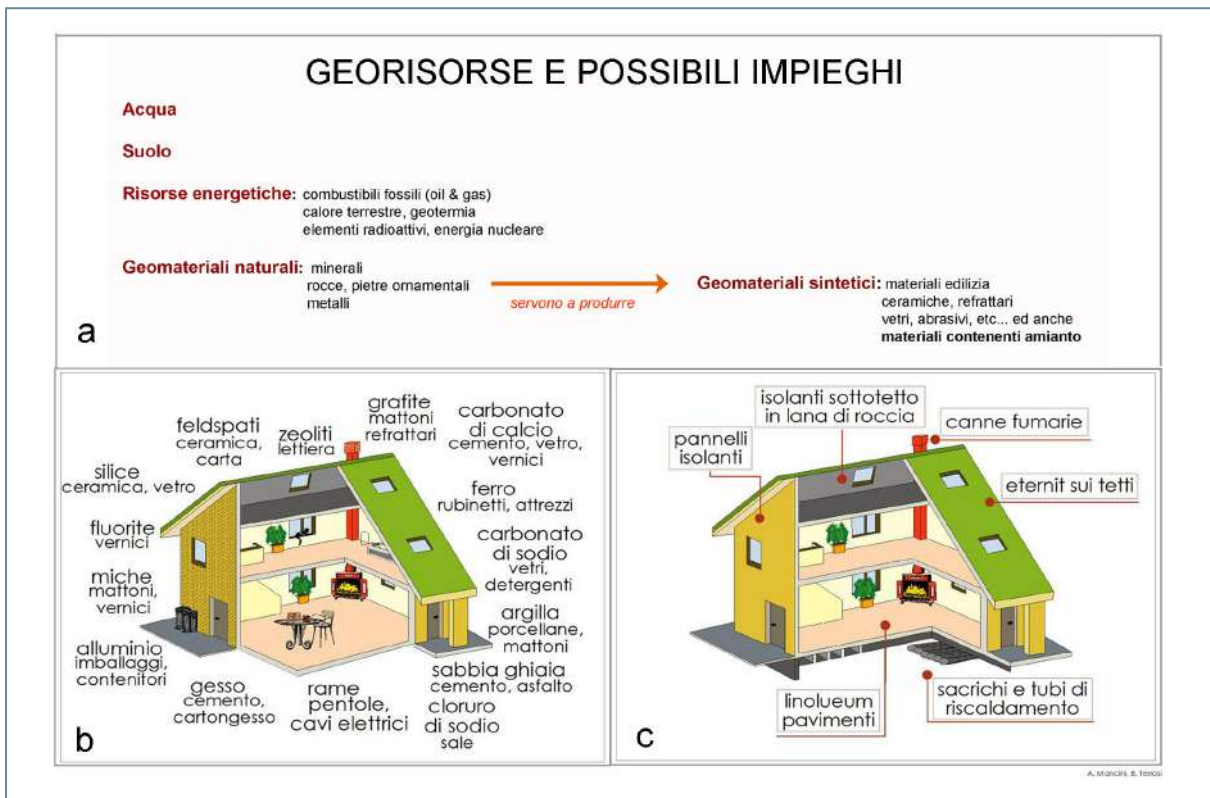 GEORISORSE E POSSIBILI IMPIEGHI
Acqua
Suolo
Risorse energetiche: combustibili fossili (oil & gas)
calore terrestre, geotermia
elementi radioattivi, energia nucleare
Geomateriali naturali: minerali
rocce, pietre ornamentali
metalli
servono a produrre
Geomateriali sintetici: materiali edilizia
ceramiche, refrattari
vetri, abrasivi, etc... ed anche
materiali contenenti amianto
a
feldspati
ceramica,
carta
zeoliti
lettiera
grafite
mattoni
refrattari
carbonato
di calcio
cemento, vetro,
vernici
silice
ceramica, vetro
ferro
rubinetti, attrezzi
fluorite
vernici
carbonato
di sodio
vetri,
detergenti
miche
mattoni,
vernici
argilla
porcellane,
mattoni
alluminio
imballaggi,
contenitori
gesso
cemento,
cartongesso
rame
pentole,
cavi elettrici
sabbia ghiaia
cemento, asfalto
cloruro
di sodio
sale
b
isolanti sottotetto
in lana di roccia
canne fumarie
pannelli
isolanti
eternit sui tetti
linolueum
pavimenti
sacrichi e tubi di
riscaldamento
c
A. Mancini, B. Terrosi